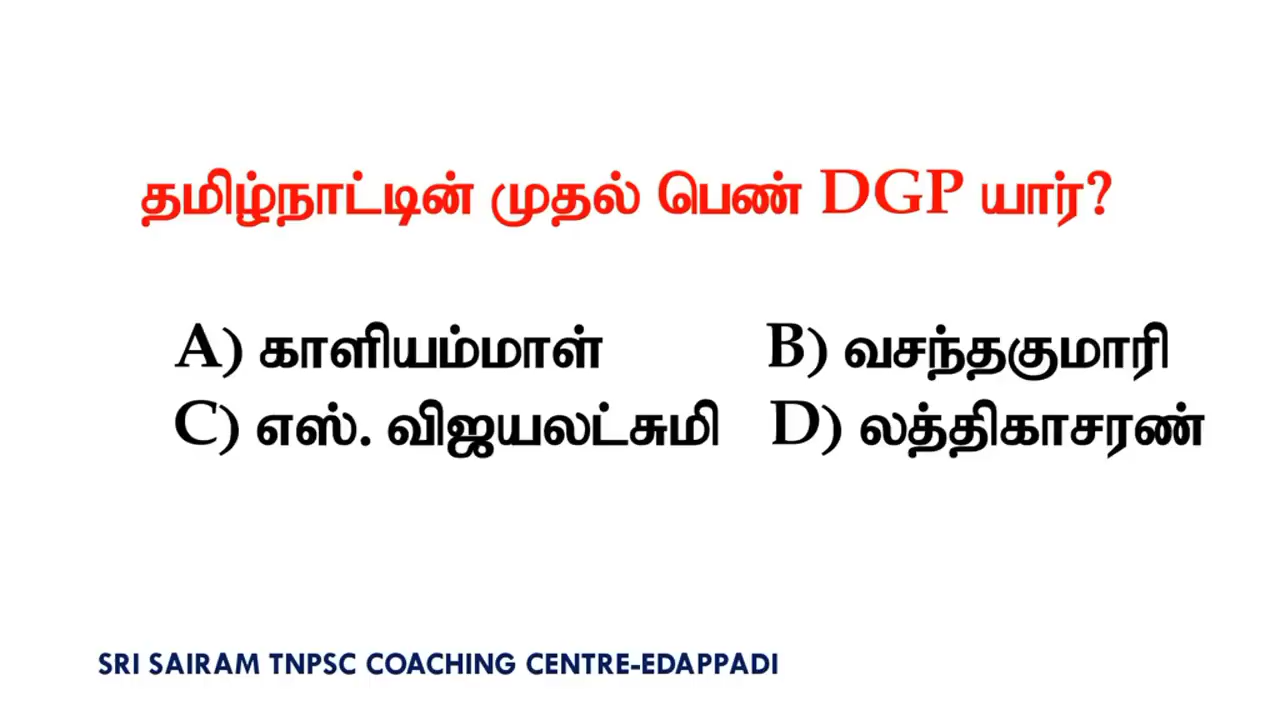 தமிழ்நாட்டின் முதல் பெண் DGP யார்?
A) காளியம்மாள் B) வசந்தகுமாரி
C) எஸ். விஜயலட்சுமி D) லத்திகாசரண்
SRI SAIRAM TNPSC COACHING CENTRE-EDAPPADI